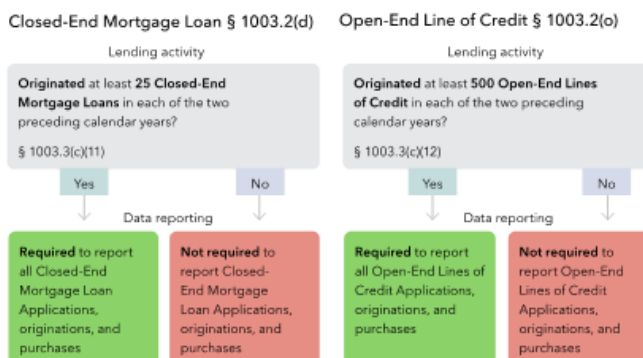 Closed-End Mortgage Loan § 1003.2(d)
Lending activity
Originated at least 25 Closed-End
Mortgage Loans in each of the two
preceding calendar years?
§ 1003.3(c)(11)
Yes
No
Data reporting
Required to report
all Closed-End
Mortgage Loan
Applications,
originations, and
purchases
Not required to
report Closed-
End Mortgage
Loan Applications,
originations, and
purchases
Open-End Line of Credit § 1003.2(o)
Lending activity
Originated at least 500 Open-End Lines
of Credit in each of the two preceding
calendar years?
§ 1003.3(c)(12)
Yes
No
Data reporting
Required to report
all Open-End Lines of
Credit Applications,
originations, and
purchases
Not required to
report Open-End
Lines of Credit
Applications,
originations, and
purchases